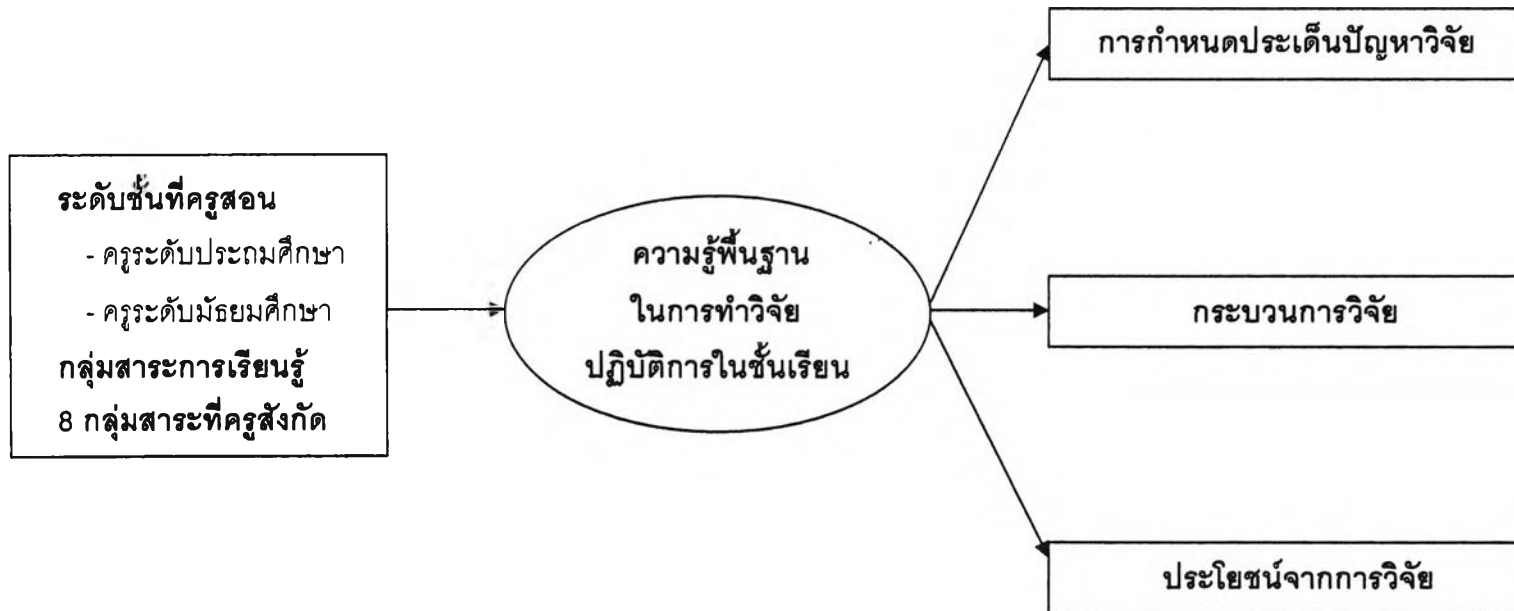 ระดับชั้นที่ครูสอน
- ครูระดับประถมศึกษา
- ครูระดับมัธยมศึกษา
กลุ่มสาระการเรียนรู้
8 กลุ่มสาระที่ครูสังกัด
ความรู้พื้นฐาน
ในการทำวิจัย
ปฏิบัติการในชั้นเรียน
การกำหนดประเด็นปัญหาวิจัย
กระบวนการวิจัย
ประโยชน์จากการวิจัย